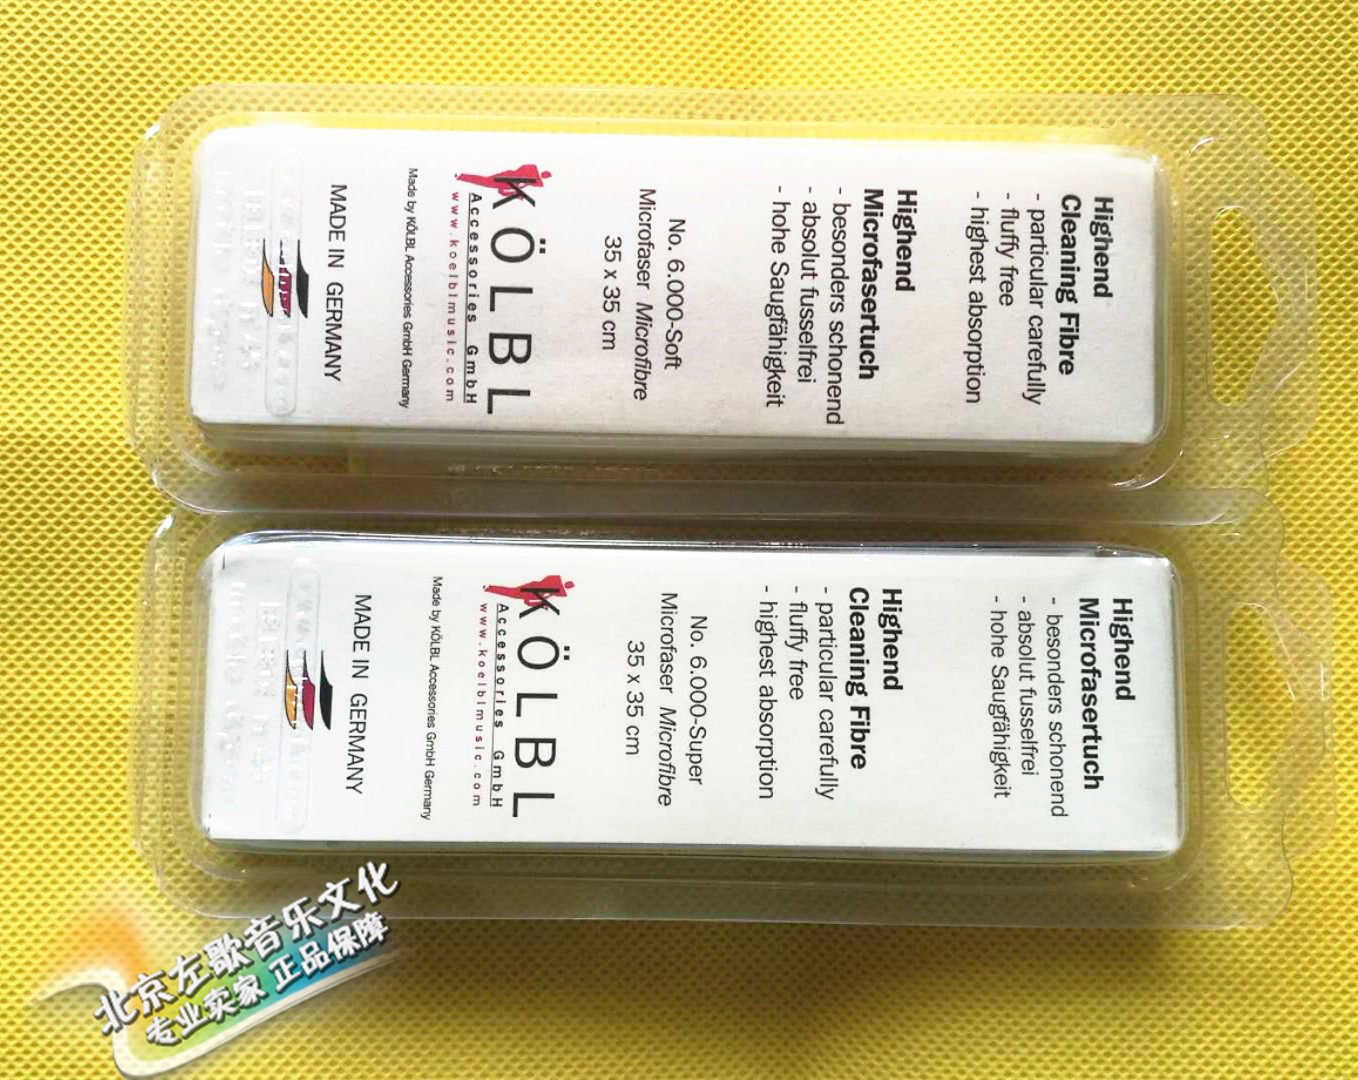 Highend
Cleaning Fibre
- particular carefully
- fluffy free
- highest absorption
Highend
Microfasertuch
- besonders schonend
- absolut fusselfrei
- hohe Saugfähigkeit
No. 6.000-Soft
Microfaser Microfibre
35 x 35 cm
KÖLBL
Accessories GmbH
www.koelblmusic.com
Made by KÖLBL Accessories GmbH Germany
MADE IN GERMANY
Highend
Microfasertuch
- besonders schonend
- absolut fusselfrei
- hohe Saugfähigkeit
Highend
Cleaning Fibre
- particular carefully
- fluffy free
- highest absorption
No. 6.000-Super
Microfaser Microfibre
35 x 35 cm
KÖLBL
Accessories GmbH
www.koelblmusic.com
Made by KÖLBL Accessories GmbH Germany
MADE IN GERMANY
北京左歌音乐文化
专业卖家 正品保障